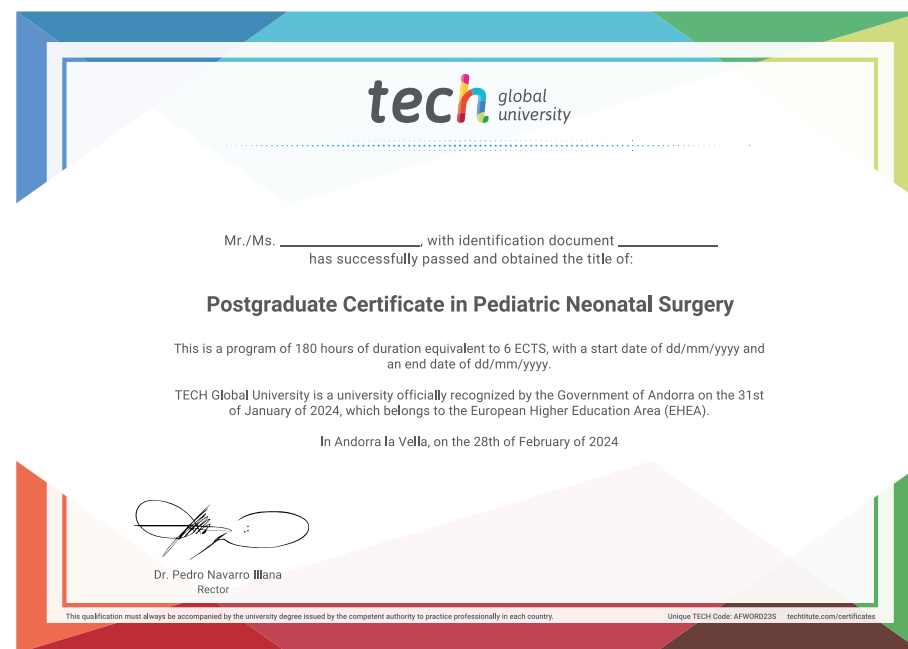 tech global university
Mr./Ms. ____________, with identification document ____________
has successfully passed and obtained the title of:
Postgraduate Certificate in Pediatric Neonatal Surgery
This is a program of 180 hours of duration equivalent to 6 ECTS, with a start date of dd/mm/yyyy and
an end date of dd/mm/yyyy.
TECH Global University is a university officially recognized by the Government of Andorra on the 31st
of January of 2024, which belongs to the European Higher Education Area (EHEA).
In Andorra la Vella, on the 28th of February of 2024
Dr. Pedro Navarro Illana
Rector
This qualification must always be accompanied by the university degree issued by the competent authority to practice professionally in each country.
Unique TECH Code: AFWORD23S techtitute.com/certificates